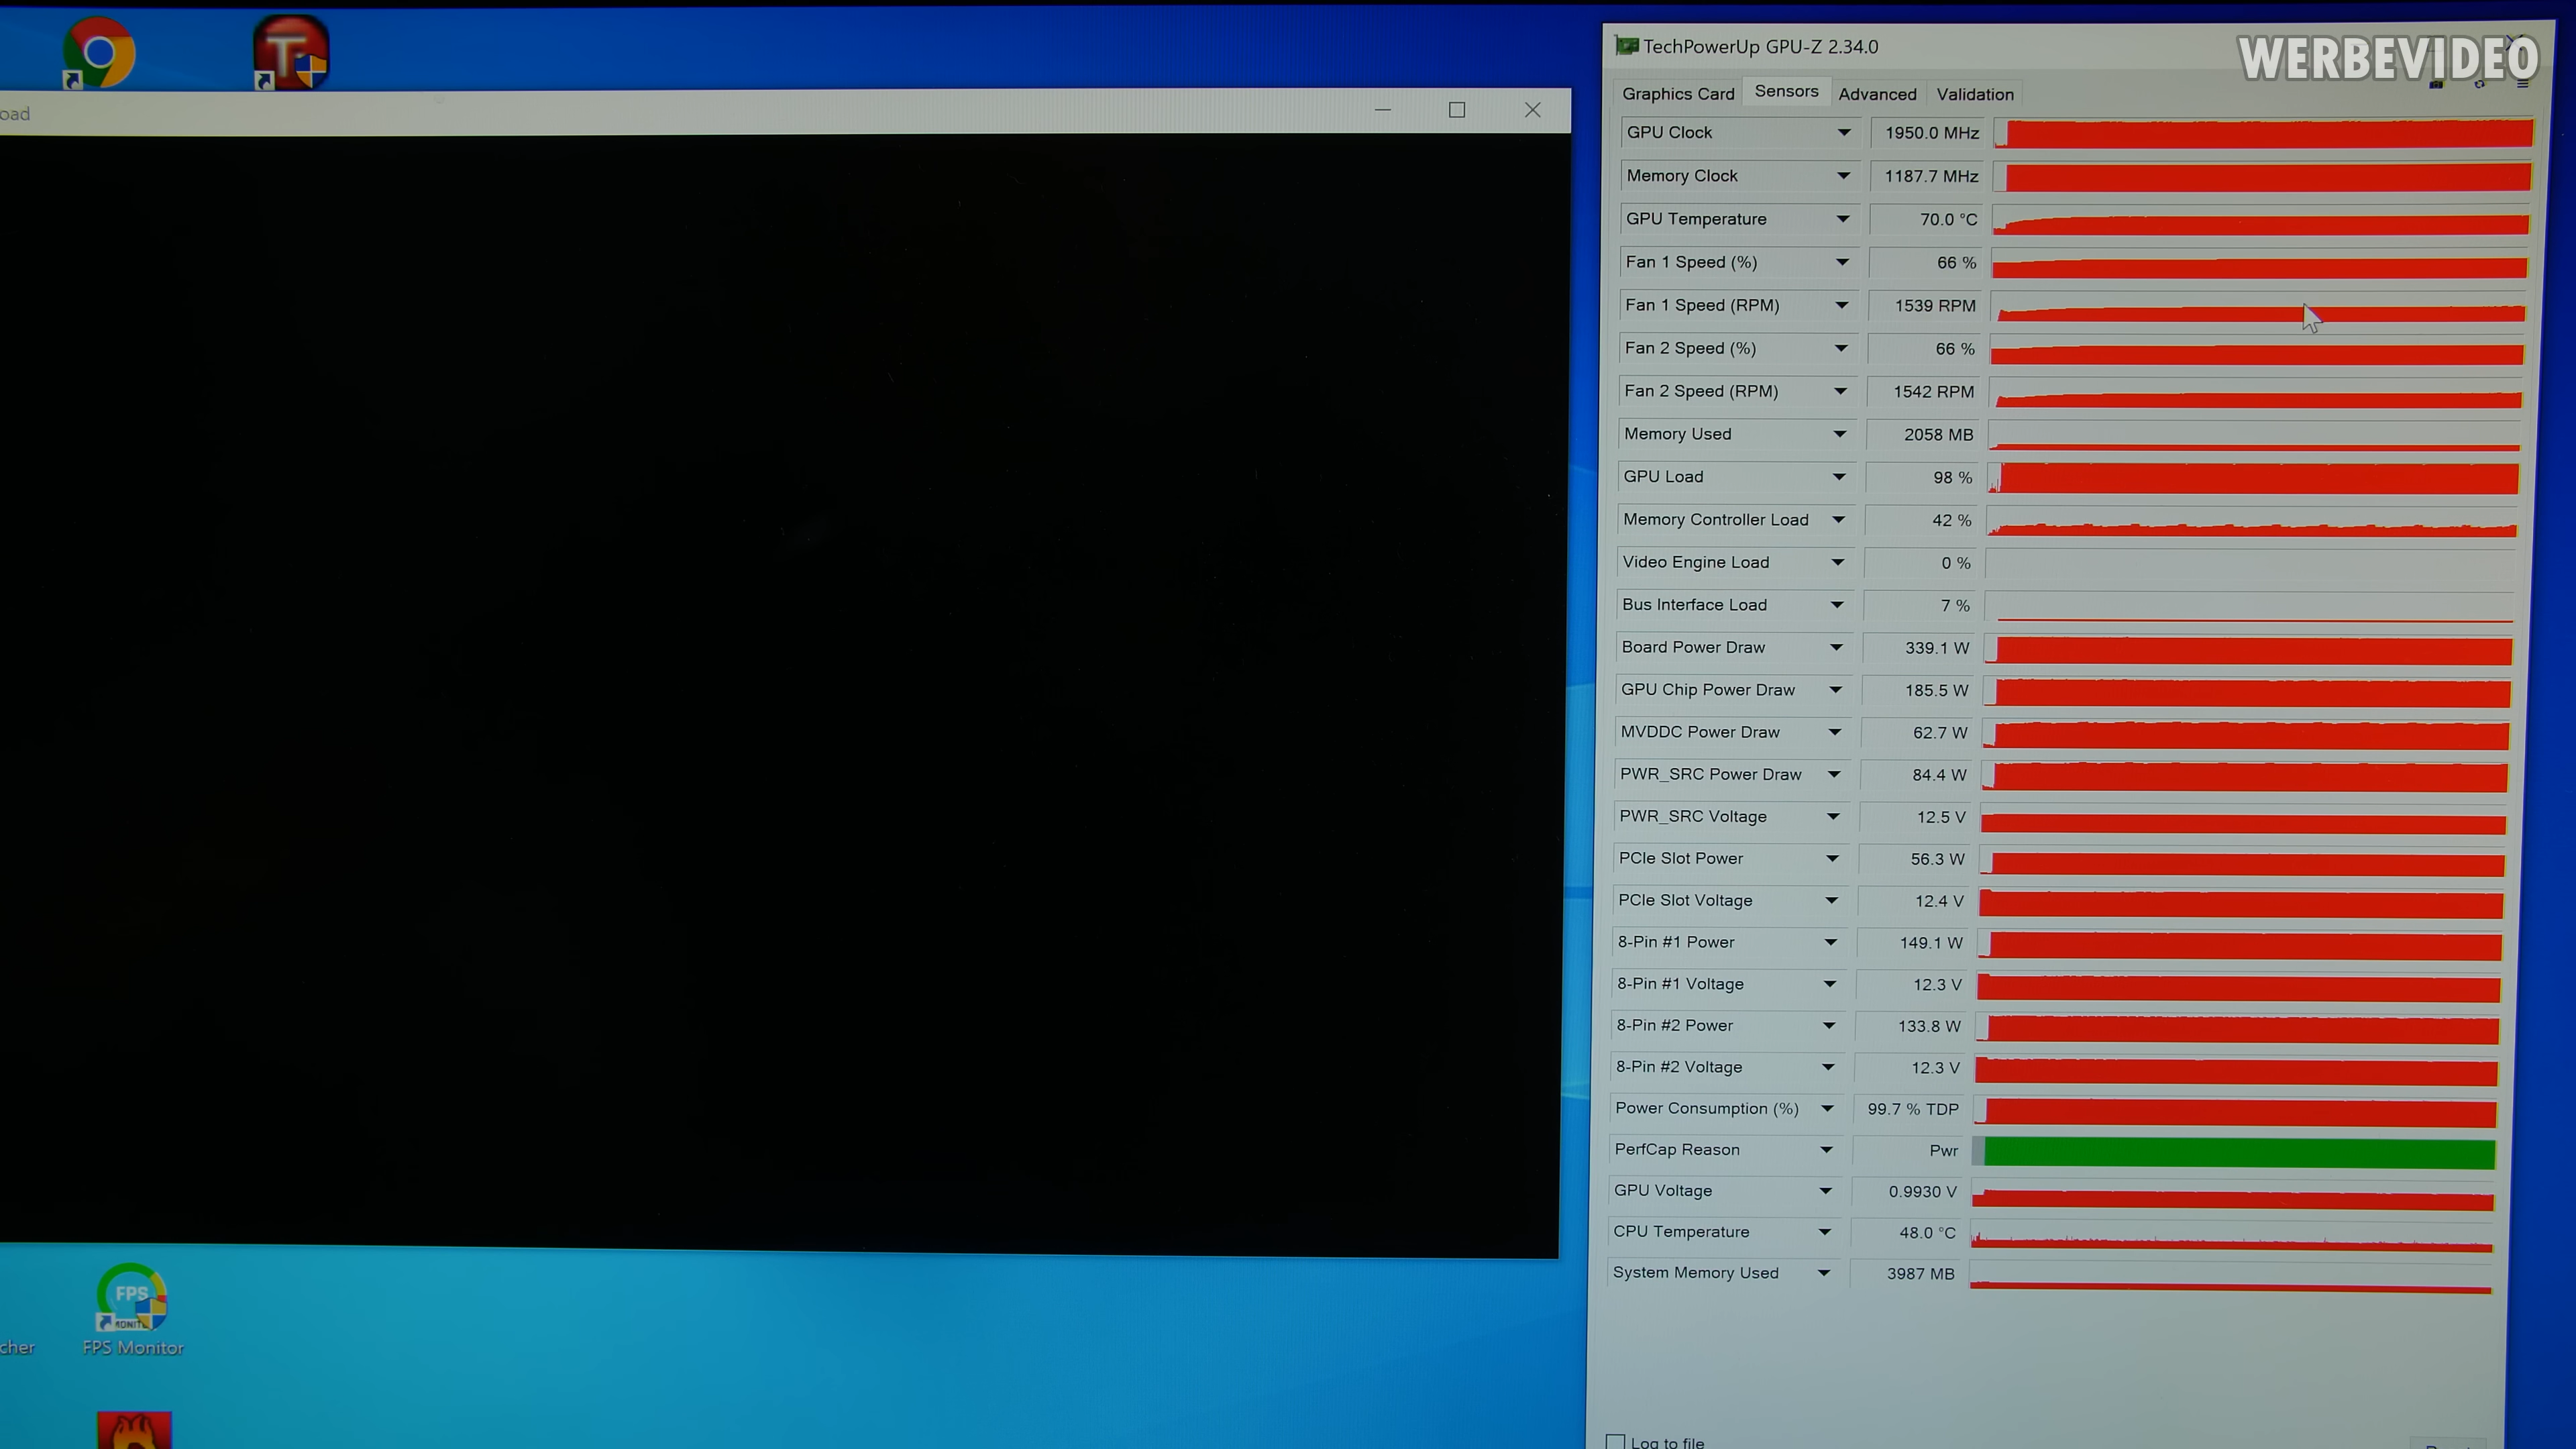 WERBEVIDEO
TechPowerUp GPU-Z 2.34.0
Graphics Card Sensors Advanced Validation
oad
GPU Clock 1950.0 MHz
Memory Clock 1187.7 MHz
GPU Temperature 70.0 °C
Fan 1 Speed (%) 66 %
Fan 1 Speed (RPM) 1539 RPM
Fan 2 Speed (%) 66 %
Fan 2 Speed (RPM) 1542 RPM
Memory Used 2058 MB
GPU Load 98 %
Memory Controller Load 42 %
Video Engine Load 0 %
Bus Interface Load 7 %
Board Power Draw 339.1 W
GPU Chip Power Draw 185.5 W
MVDDC Power Draw 62.7 W
PWR_SRC Power Draw 84.4 W
PWR_SRC Voltage 12.5 V
PCIe Slot Power 56.3 W
PCIe Slot Voltage 12.4 V
8-Pin #1 Power 149.1 W
8-Pin #1 Voltage 12.3 V
8-Pin #2 Power 133.8 W
8-Pin #2 Voltage 12.3 V
Power Consumption (%) 99.7 % TDP
PerfCap Reason Pwr
GPU Voltage 0.9930 V
CPU Temperature 48.0 °C
System Memory Used 3987 MB
Log to file
FPS
cher
FPS Monitor